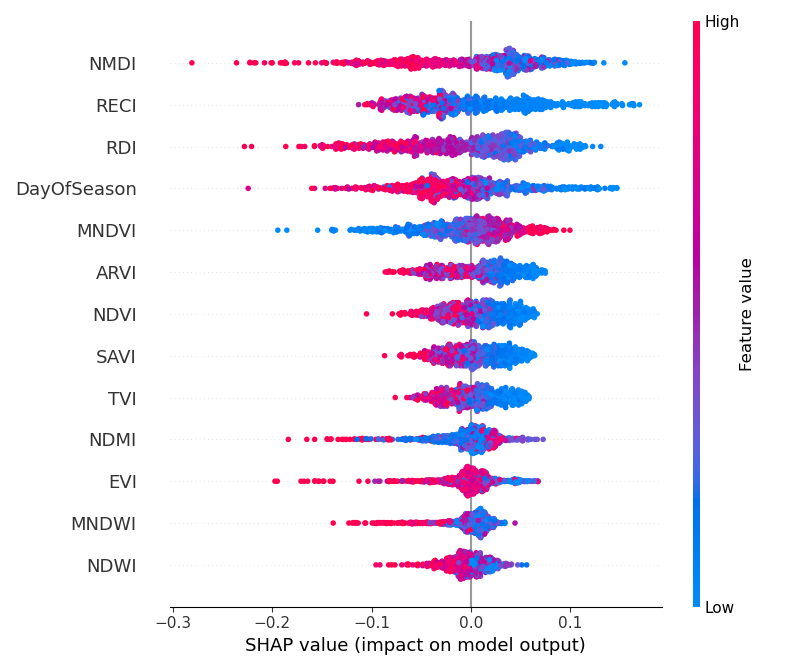 High
NMDI
RECI
RDI
DayOfSeason
MNDVI
ARVI
NDVI
SAVI
TVI
NDMI
EVI
MNDWI
NDWI
Feature value
Low
−0.3 −0.2 −0.1 0.0 0.1
SHAP value (impact on model output)